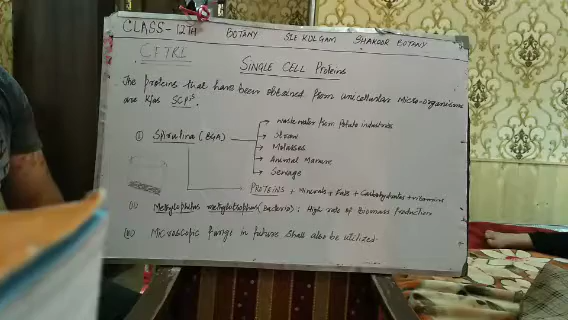 CLASS-12TH BOTANY SLE KULGAM SHAKOOR BOTANY
CFTRI
SINGLE CELL Proteins
The proteins that have been obtained from unicellular micro-organisms
are k/as SCPs.
(i) Spirulina (BGA)
wastewater from Potato industries
Straw
Molasses
Animal Manure
Sewage
PROTEINS + Minerals + Fats + Carbohydrates + vitamins
(ii) Methylophilus methylotrophus (Bacteria): High rate of Biomass Production
(iii) Microscopic fungi in future shall also be utilized.